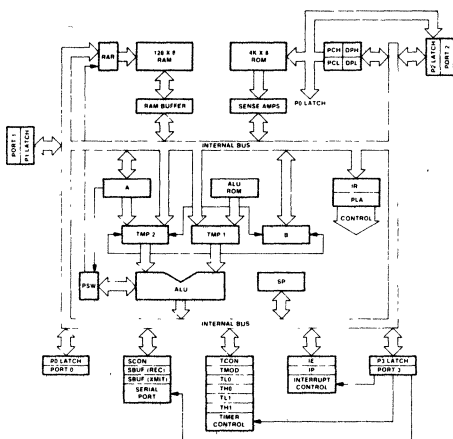 RAR
128 X 8
RAM
4K X 8
ROM
PCH DPH
PCL DPL
P2 LATCH
PORT 2
P0 LATCH
RAM BUFFER
SENSE AMPS
PORT 1
P1 LATCH
INTERNAL BUS
A
ALU
ROM
IR
PLA
CONTROL
TMP 2
TMP 1
B
PSW
ALU
SP
INTERNAL BUS
P0 LATCH
PORT 0
SCON
SBUF (REC)
SBUF (XMIT)
SERIAL
PORT
TCON
TMOD
TL0
TH0
TL1
TH1
TIMER
CONTROL
IE
IP
INTERRUPT
CONTROL
P3 LATCH
PORT 3